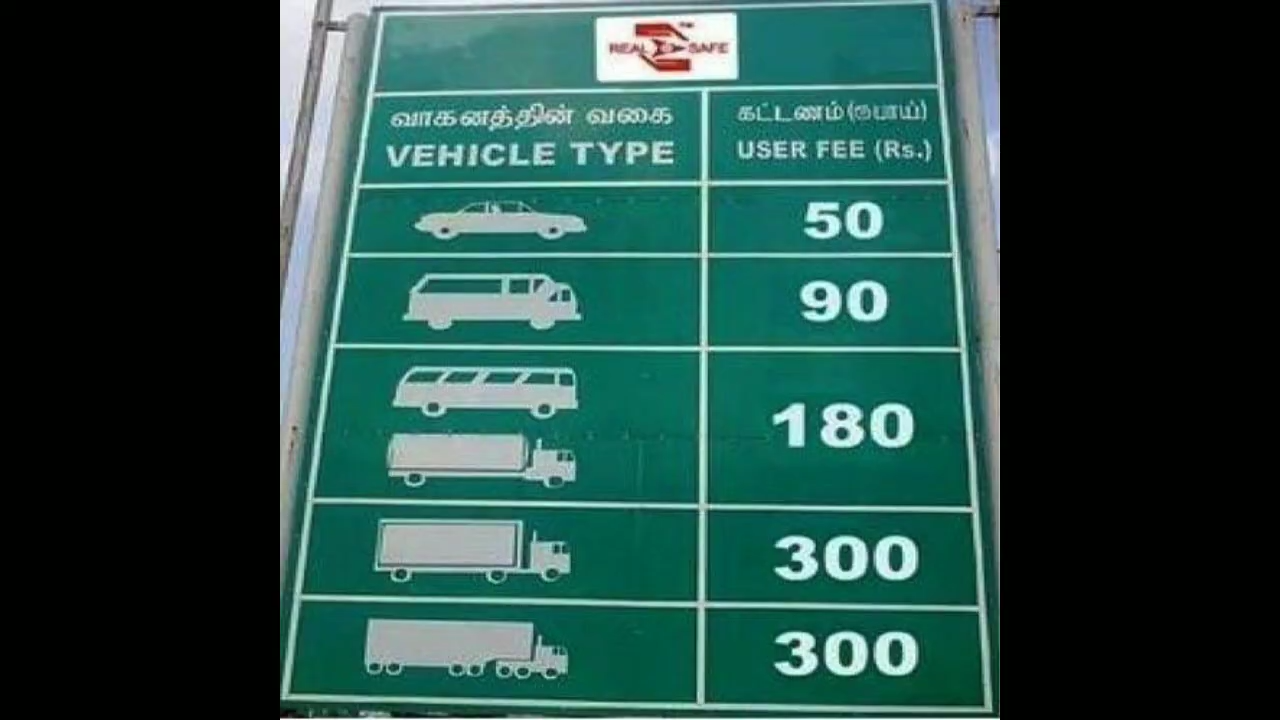 REAL SAFE
வாகனத்தின் வகை
VEHICLE TYPE
கட்டணம் (ரூபாய்)
USER FEE (Rs.)
50
90
180
300
300